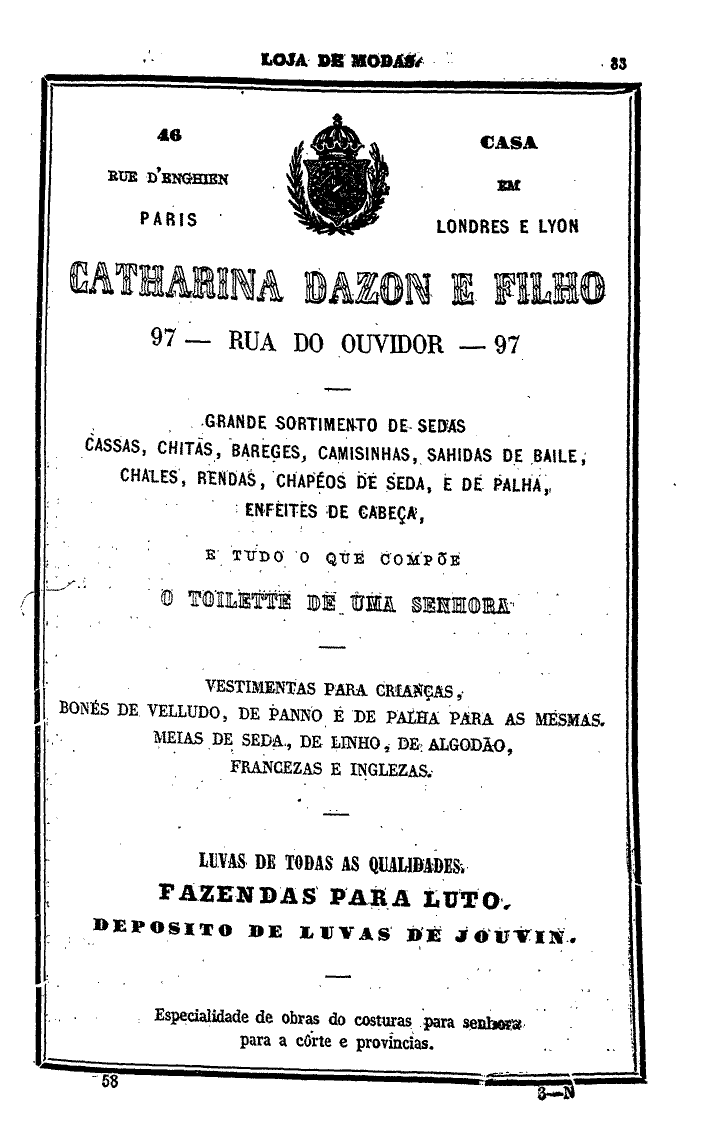 LOJA DE MODAS. 33
46
RUE D'ENGHIEN
PARIS
CASA
EM
LONDRES E LYON
CATHARINA DAZON E FILHO
97 — RUA DO OUVIDOR — 97
GRANDE SORTIMENTO DE SEDAS
CASSAS, CHITAS, BAREGES, CAMISINHAS, SAHIDAS DE BAILE,
CHALES, RENDAS, CHAPÉOS DE SEDA, E DE PALHA,
ENFEITES DE CABEÇA,
E TUDO O QUE COMPÕE
O TOILETTE DE UMA SENHORA
VESTIMENTAS PARA CRIANÇAS,
BONÉS DE VELLUDO, DE PANNO E DE PALHA PARA AS MESMAS.
MEIAS DE SEDA, DE LINHO, DE ALGODÃO,
FRANCEZAS E INGLEZAS.
LUVAS DE TODAS AS QUALIDADES.
FAZENDAS PARA LUTO.
DEPOSITO DE LUVAS DE JOUVIN.
Especialidade de obras do costuras para senhora
para a côrte e provincias.
58
3—N